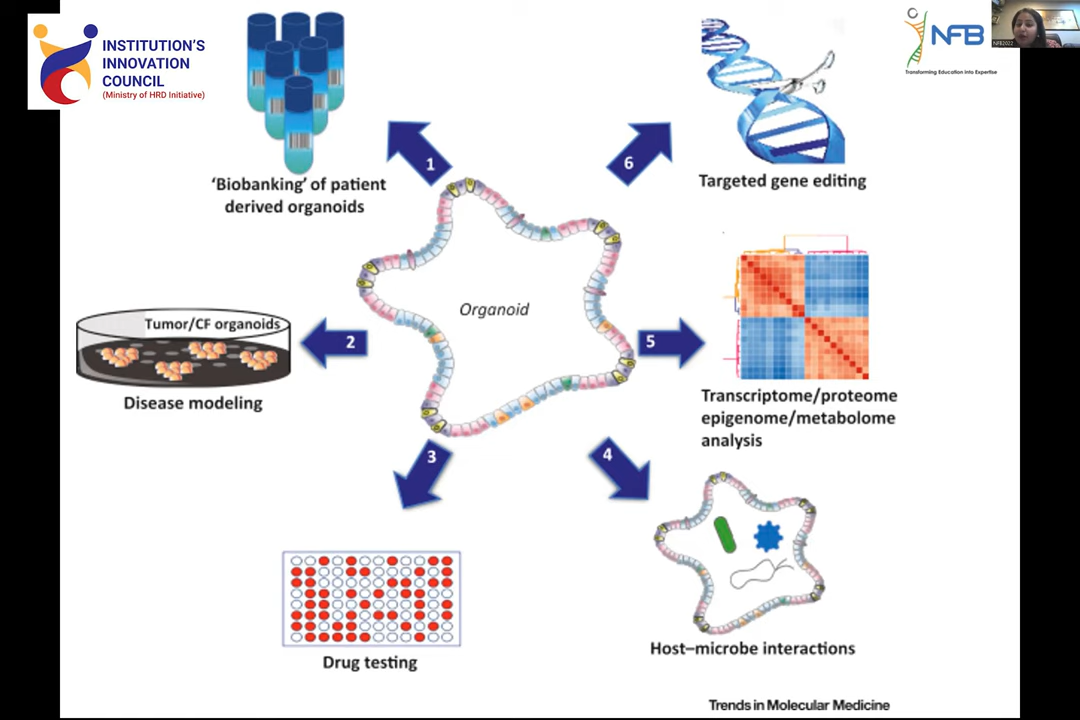 INSTITUTION'S
INNOVATION
COUNCIL
(Ministry of HRD Initiative)
NFB
Transforming Education into Expertise
NFB2022
1
'Biobanking' of patient
derived organoids
6
Targeted gene editing
Organoid
Tumor/CF organoids
2
Disease modeling
5
Transcriptome/proteome
epigenome/metabolome
analysis
3
Drug testing
4
Host–microbe interactions
Trends in Molecular Medicine